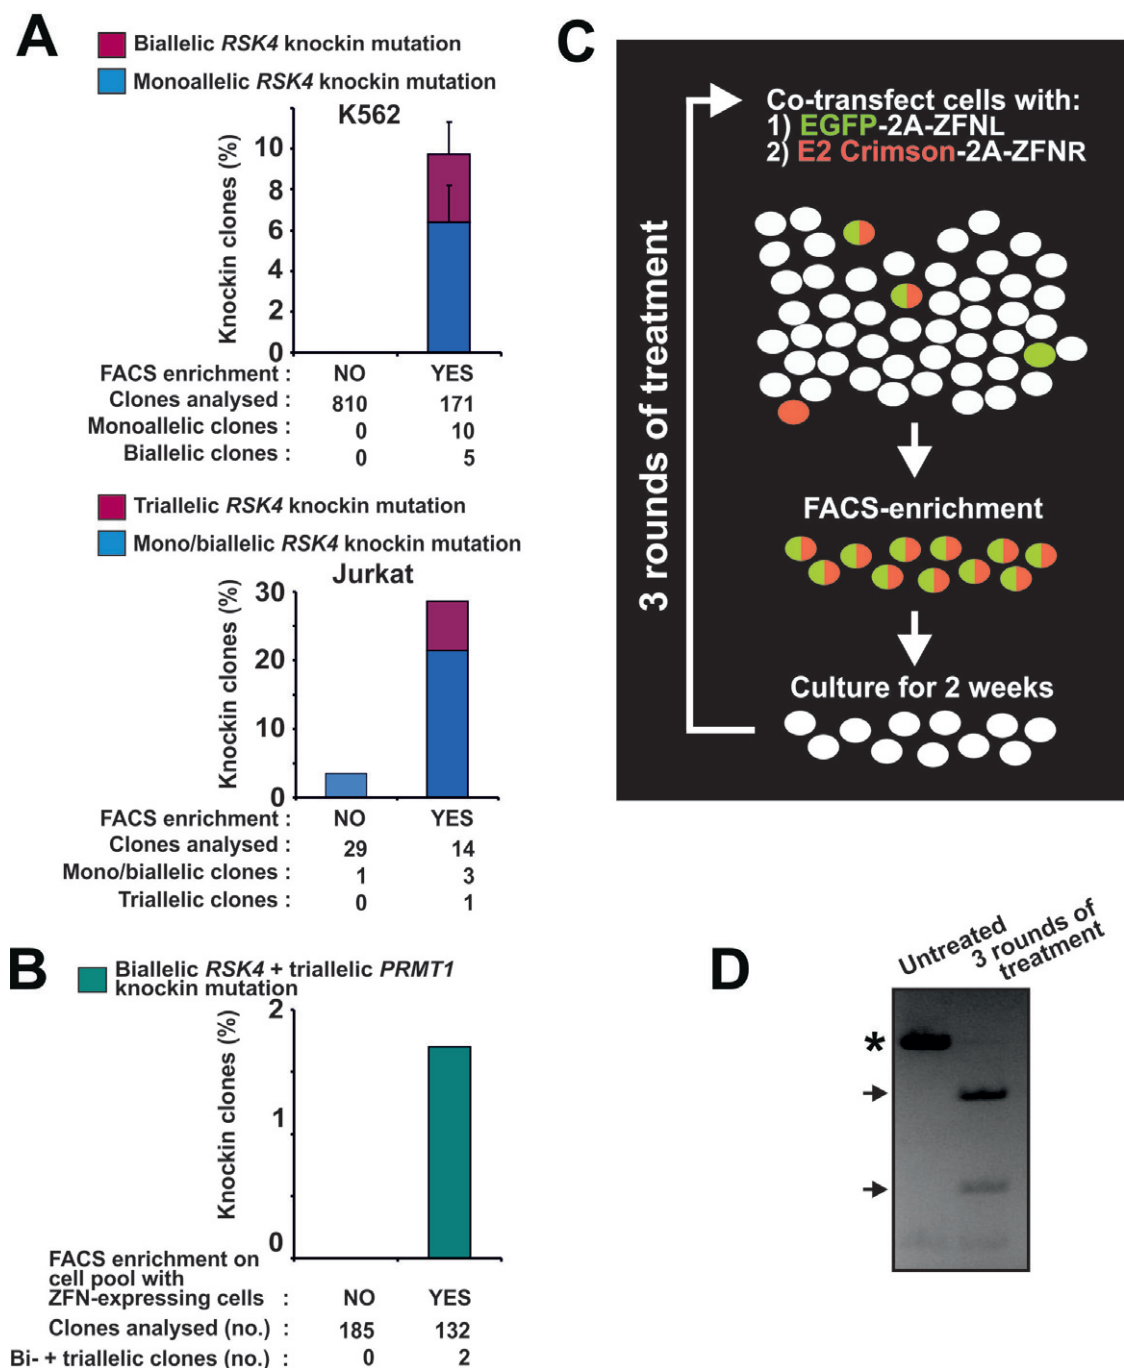 A
Biallelic RSK4 knockin mutation
Monoallelic RSK4 knockin mutation
K562
Knockin clones (%)
10
8
6
4
2
0
FACS enrichment : NO YES
Clones analysed : 810 171
Monoallelic clones : 0 10
Biallelic clones : 0 5
Triallelic RSK4 knockin mutation
Mono/biallelic RSK4 knockin mutation
Jurkat
Knockin clones (%)
30
20
10
0
FACS enrichment : NO YES
Clones analysed : 29 14
Mono/biallelic clones : 1 3
Triallelic clones : 0 1
B
Biallelic RSK4 + triallelic PRMT1
knockin mutation
Knockin clones (%)
2
1
0
FACS enrichment on
cell pool with
ZFN-expressing cells : NO YES
Clones analysed (no.) : 185 132
Bi- + triallelic clones (no.) : 0 2
C
Co-transfect cells with:
1) EGFP-2A-ZFNL
2) E2 Crimson-2A-ZFNR
3 rounds of treatment
FACS-enrichment
Culture for 2 weeks
D
Untreated
3 rounds of
treatment
*